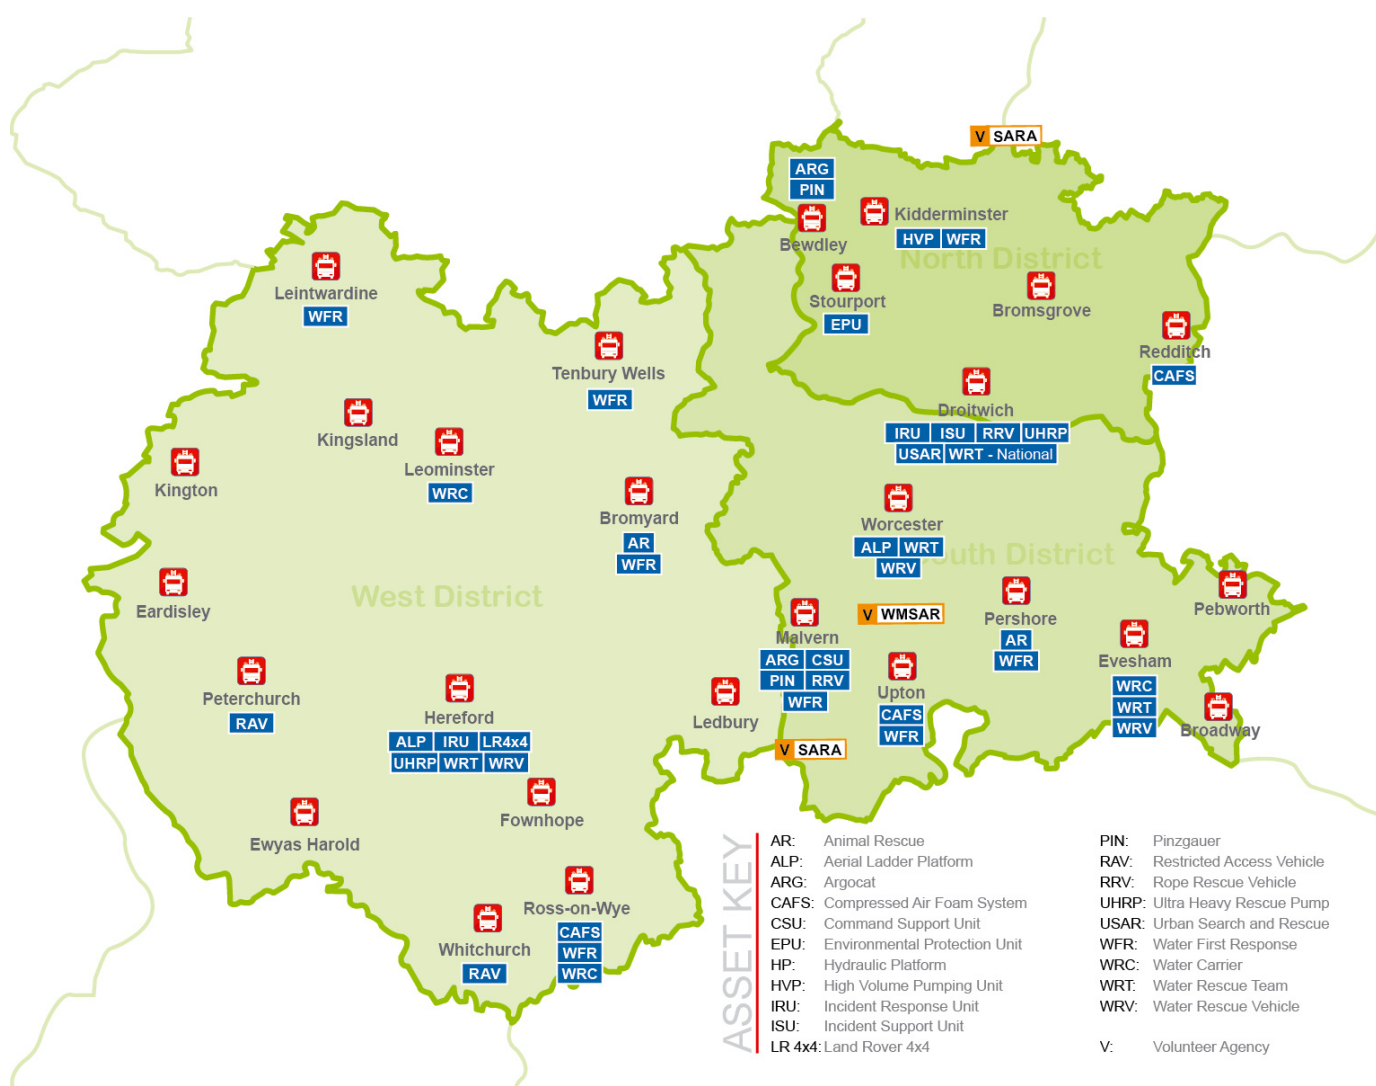 V SARA
ARG
PIN
Kidderminster
HVP WFR
Bewdley
North District
Stourport
EPU
Bromsgrove
Redditch
CAFS
Leintwardine
WFR
Tenbury Wells
WFR
Droitwich
IRU ISU RRV UHRP
USAR WRT - National
Kingsland
Leominster
WRC
Kington
Bromyard
AR
WFR
Worcester
ALP WRT
WRV
South District
West District
Eardisley
Pebworth
V WMSAR
Pershore
AR
WFR
Malvern
ARG CSU
PIN RRV
WFR
Evesham
WRC
WRT
WRV
Upton
CAFS
WFR
Peterchurch
RAV
Hereford
ALP IRU LR4x4
UHRP WRT WRV
Ledbury
Broadway
V SARA
Fownhope
Ewyas Harold
Ross-on-Wye
CAFS
WFR
WRC
Whitchurch
RAV
ASSET KEY
AR: Animal Rescue
ALP: Aerial Ladder Platform
ARG: Argocat
CAFS: Compressed Air Foam System
CSU: Command Support Unit
EPU: Environmental Protection Unit
HP: Hydraulic Platform
HVP: High Volume Pumping Unit
IRU: Incident Response Unit
ISU: Incident Support Unit
LR 4x4: Land Rover 4x4
PIN: Pinzgauer
RAV: Restricted Access Vehicle
RRV: Rope Rescue Vehicle
UHRP: Ultra Heavy Rescue Pump
USAR: Urban Search and Rescue
WFR: Water First Response
WRC: Water Carrier
WRT: Water Rescue Team
WRV: Water Rescue Vehicle
V: Volunteer Agency